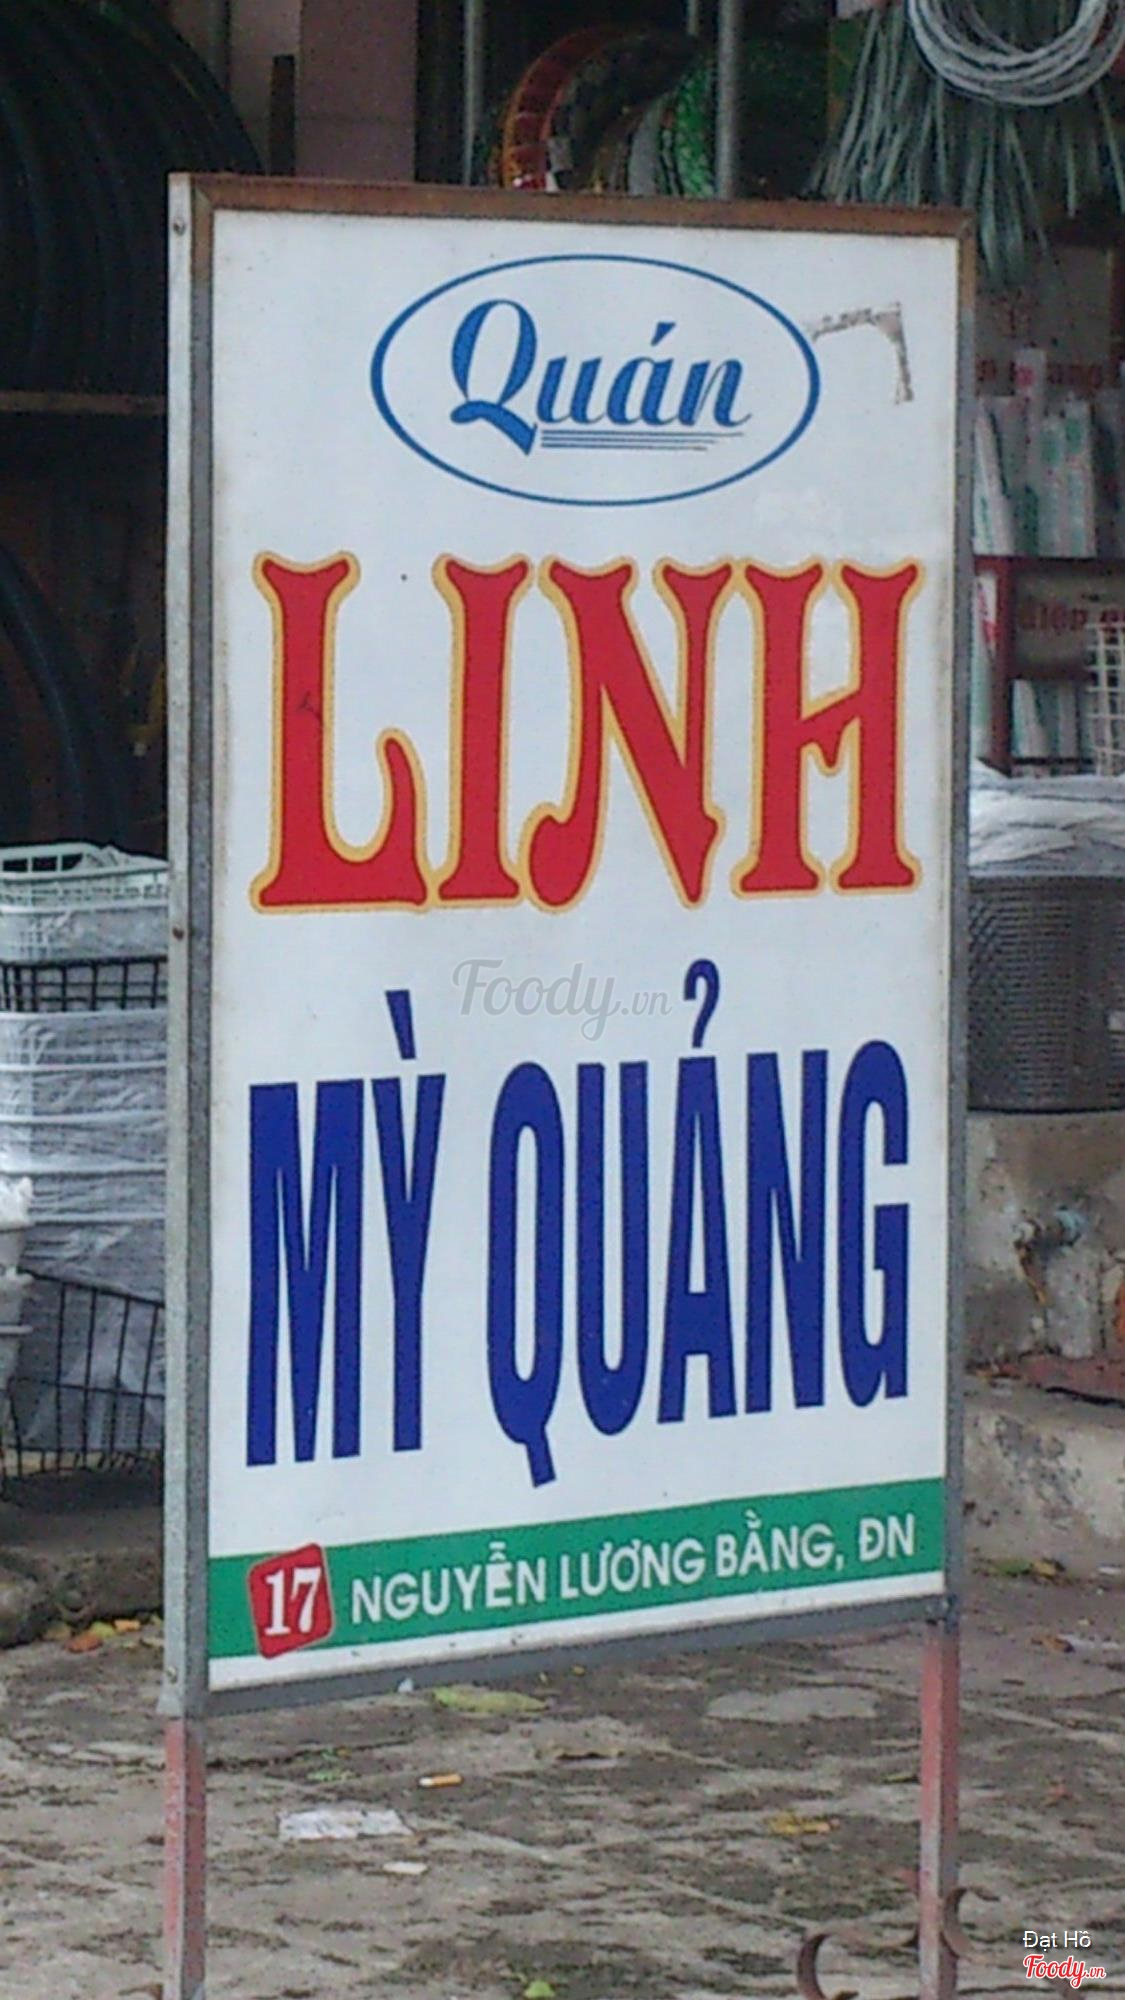 Quán
LINH
Foody.vn
MỲ QUẢNG
17 NGUYỄN LƯƠNG BẰNG, ĐN
Đạt Hồ
Foody.vn